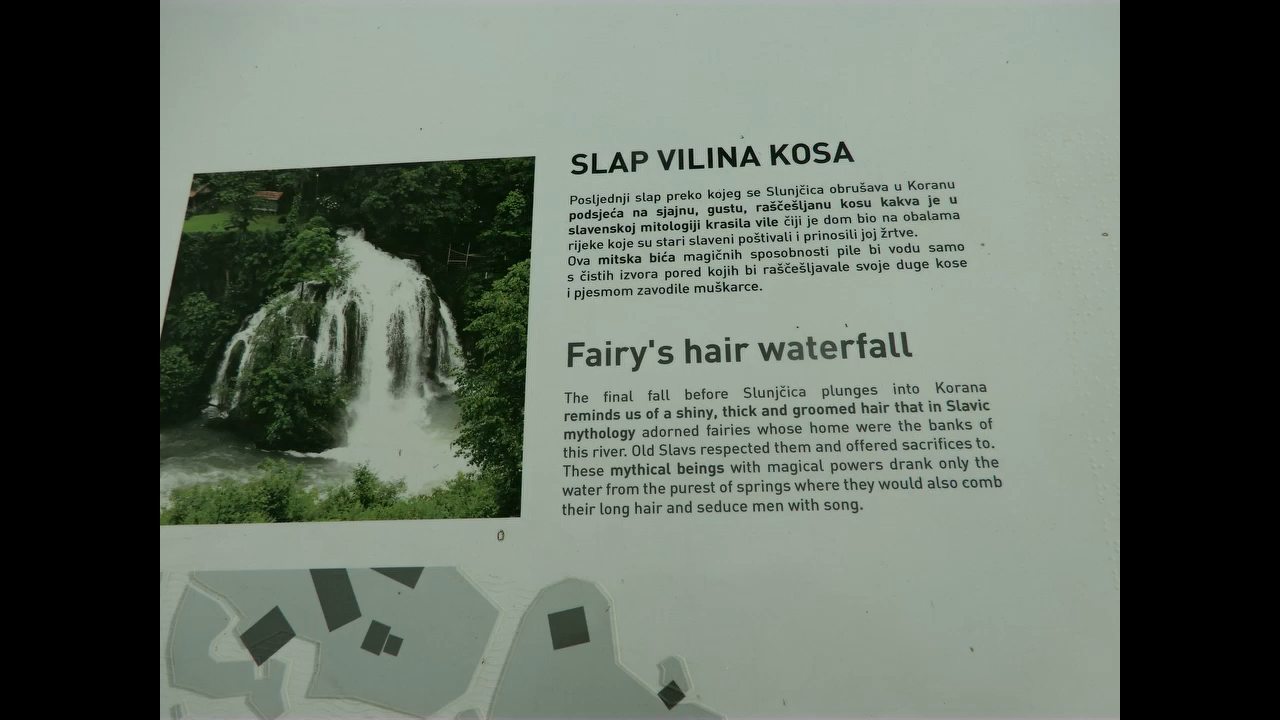 SLAP VILINA KOSA
Posljednji slap preko kojeg se Slunjčica obrušava u Koranu
podsjeća na sjajnu, gustu, raščešljanu kosu kakva je u
slavenskoj mitologiji krasila vile čiji je dom bio na obalama
rijeke koje su stari slaveni poštivali i prinosili joj žrtve.
Ova mitska bića magičnih sposobnosti pile bi vodu samo
s čistih izvora pored kojih bi raščešljavale svoje duge kose
i pjesmom zavodile muškarce.
Fairy's hair waterfall
The final fall before Slunjčica plunges into Korana
reminds us of a shiny, thick and groomed hair that in Slavic
mythology adorned fairies whose home were the banks of
this river. Old Slavs respected them and offered sacrifices to.
These mythical beings with magical powers drank only the
water from the purest of springs where they would also comb
their long hair and seduce men with song.